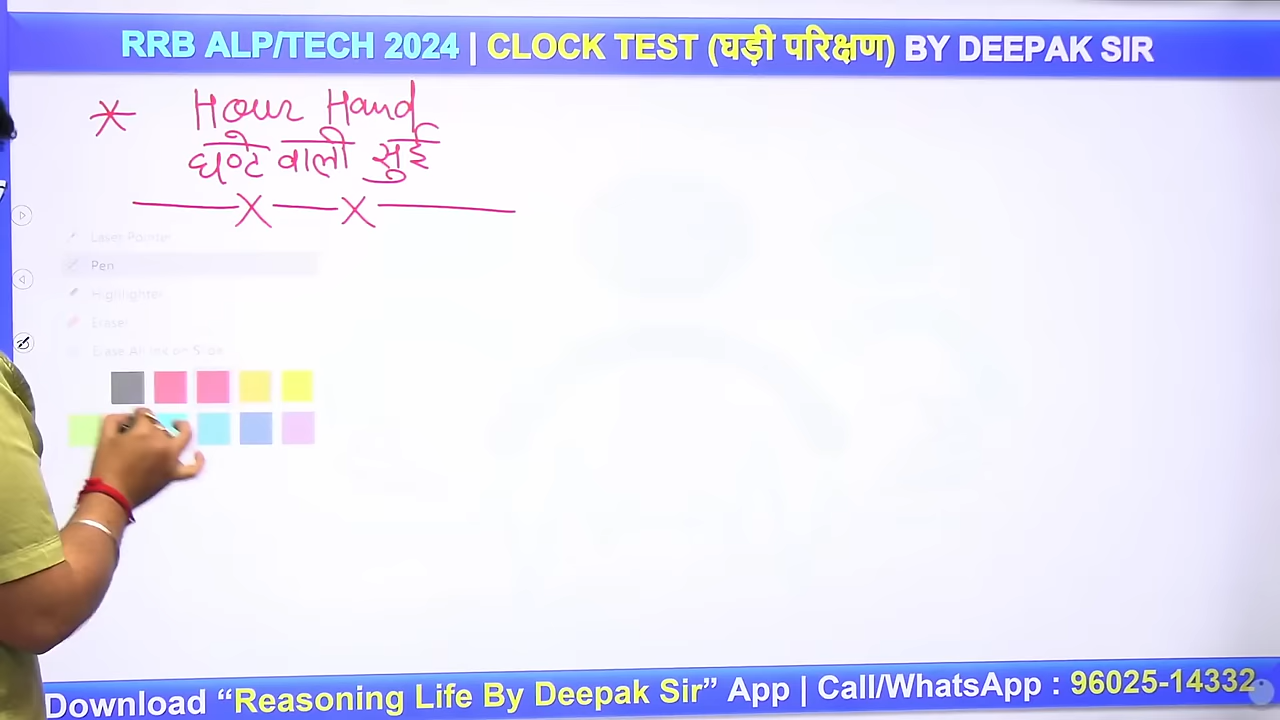 RRB ALP/TECH 2024 | CLOCK TEST (घड़ी परिक्षण) BY DEEPAK SIR
Hour Hand
घण्टे वाली सुई
Laser Pointer
Pen
Highlighter
Eraser
Erase All Ink on Slide
Download “Reasoning Life By Deepak Sir” App | Call/WhatsApp : 96025-14332